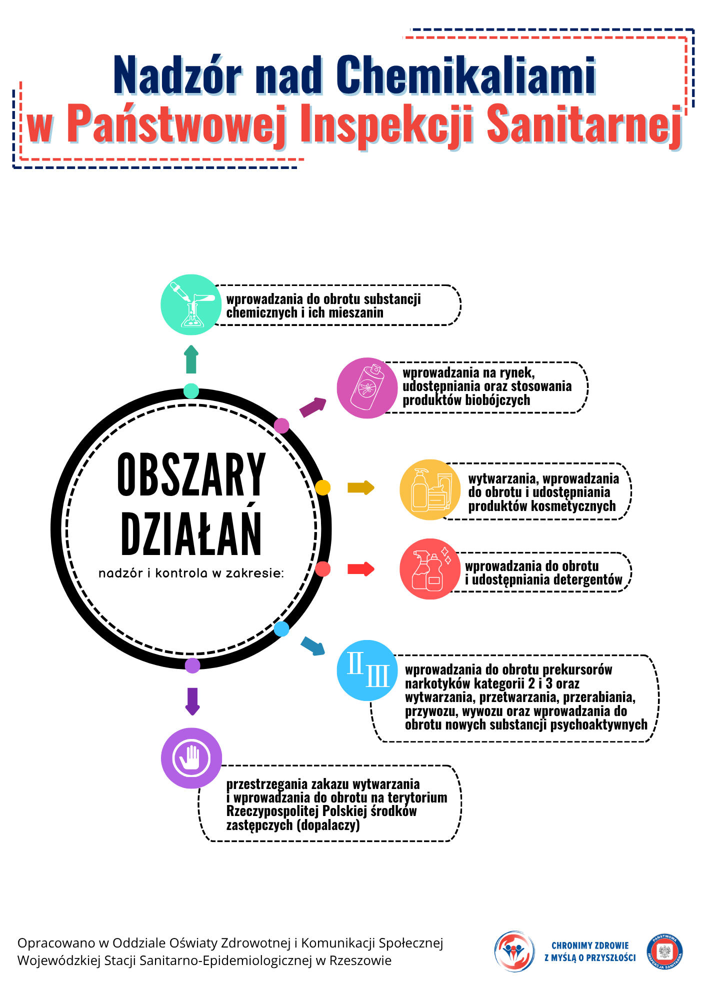 Nadzór nad Chemikaliami
w Państwowej Inspekcji Sanitarnej
wprowadzania do obrotu substancji
chemicznych i ich mieszanin
wprowadzania na rynek,
udostępniania oraz stosowania
produktów biobójczych
OBSZARY
DZIAŁAŃ
nadzór i kontrola w zakresie:
wytwarzania, wprowadzania
do obrotu i udostępniania
produktów kosmetycznych
wprowadzania do obrotu
i udostępniania detergentów
II
III
wprowadzania do obrotu prekursorów
narkotyków kategorii 2 i 3 oraz
wytwarzania, przetwarzania, przerabiania,
przywozu, wywozu oraz wprowadzania do
obrotu nowych substancji psychoaktywnych
przestrzegania zakazu wytwarzania
i wprowadzania do obrotu na terytorium
Rzeczypospolitej Polskiej środków
zastępczych (dopalaczy)
Opracowano w Oddziale Oświaty Zdrowotnej i Komunikacji Społecznej
Wojewódzkiej Stacji Sanitarno-Epidemiologicznej w Rzeszowie
CHRONIMY ZDROWIE
Z MYŚLĄ O PRZYSZŁOŚCI
PAŃSTWOWA
INSPEKCJA SANITARNA